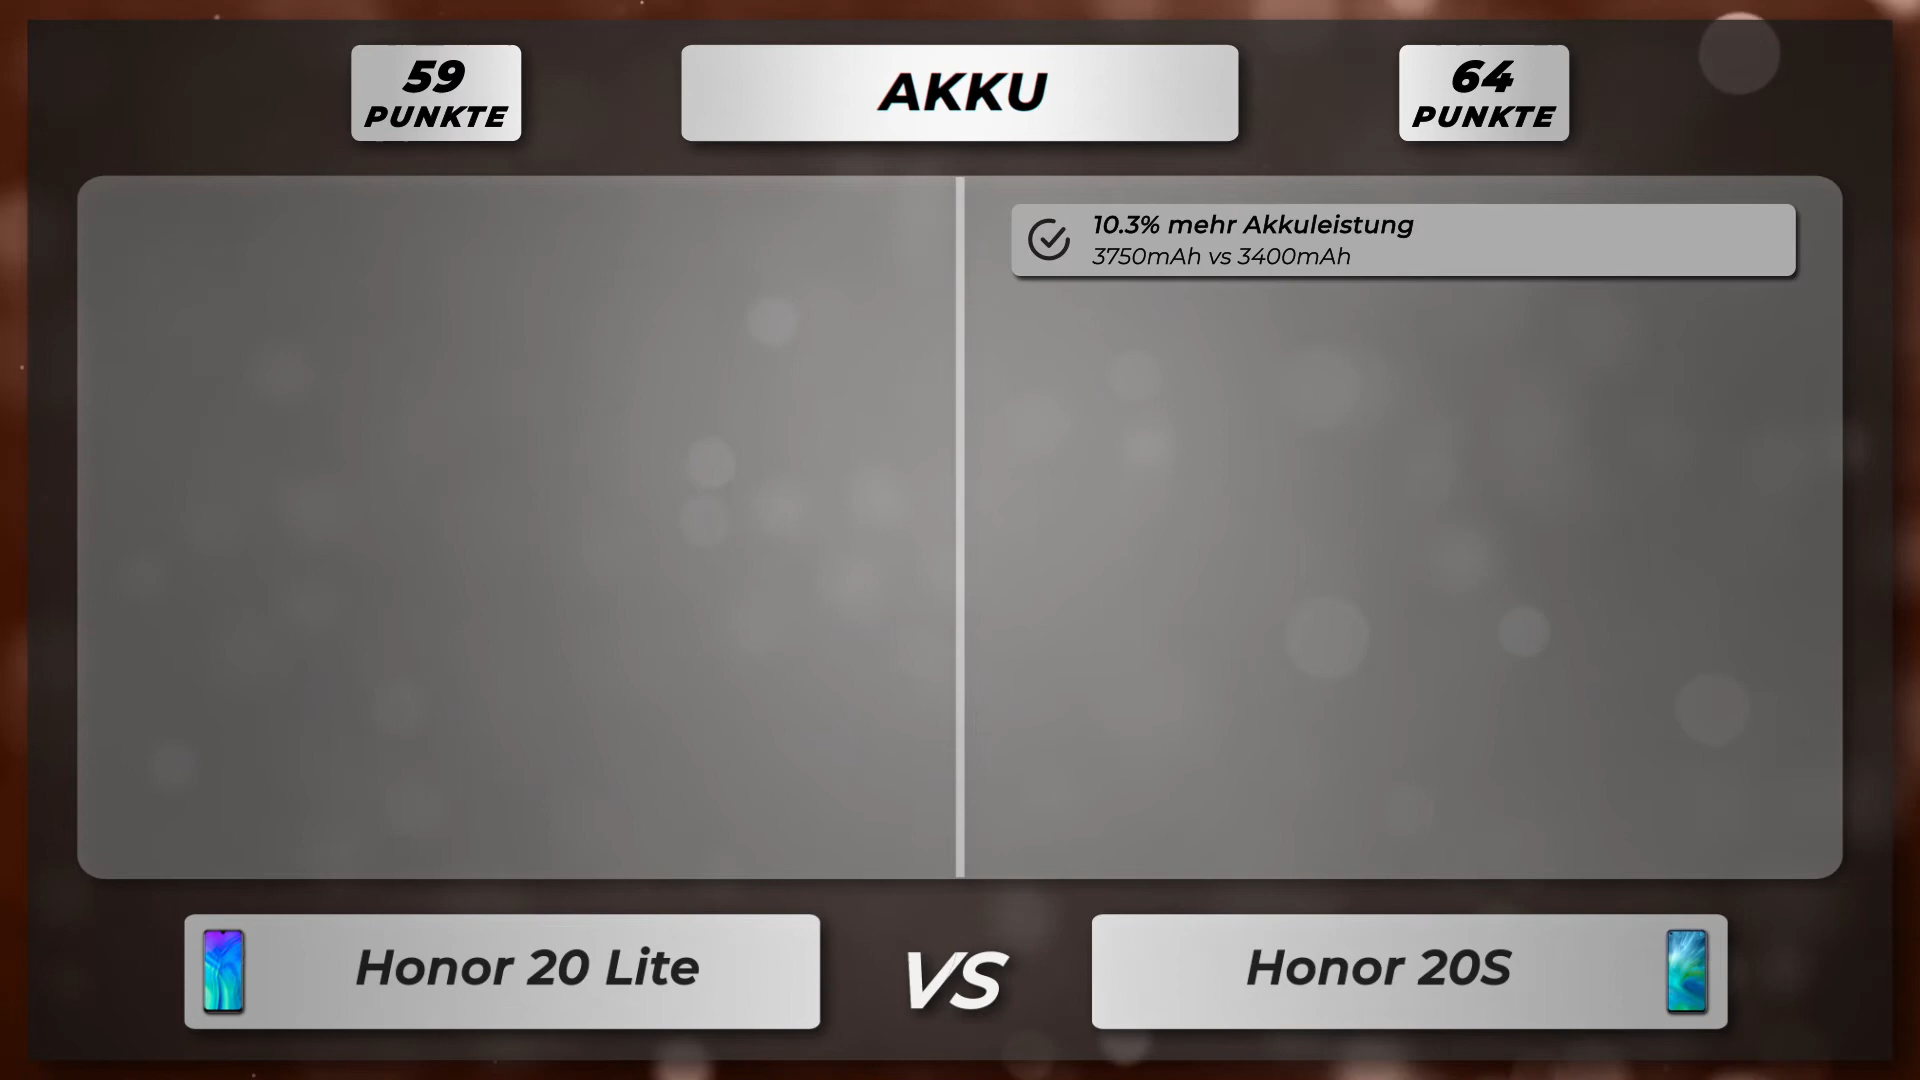 59
PUNKTE
AKKU
64
PUNKTE
10.3% mehr Akkuleistung
3750mAh vs 3400mAh
Honor 20 Lite
VS
Honor 20S